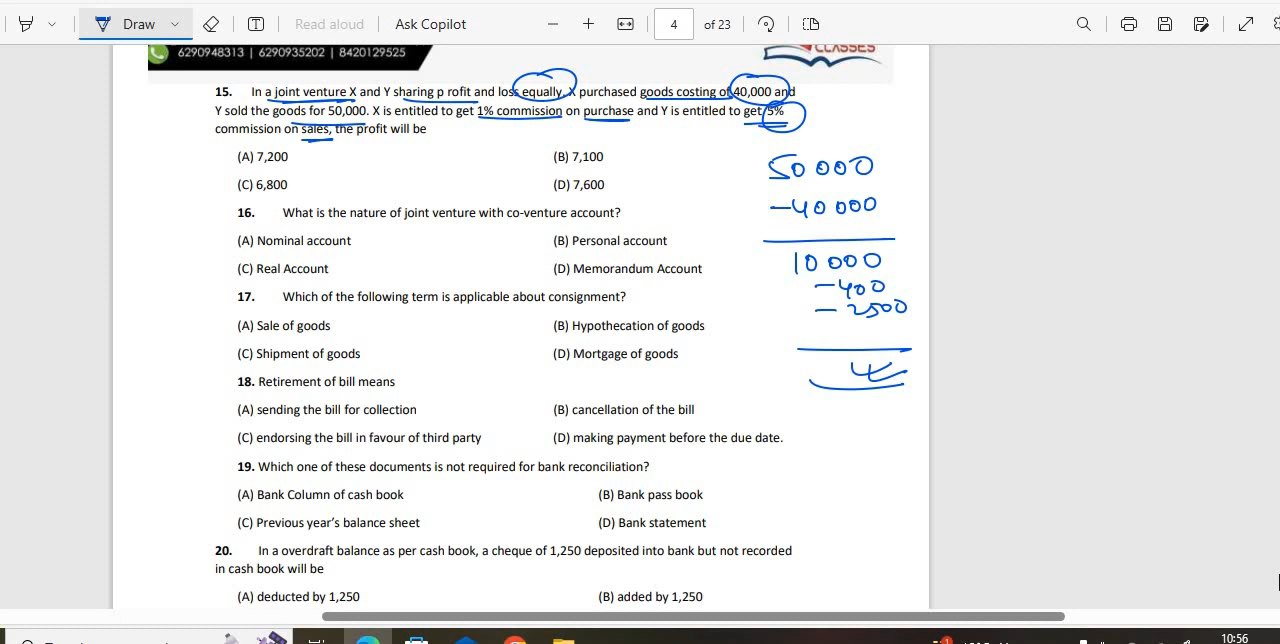 Draw
Read aloud
Ask Copilot
4 of 23
6290948313 | 6290935202 | 8420129525
CLASSES
15. In a joint venture X and Y sharing p rofit and loss equally, X purchased goods costing of 40,000 and
Y sold the goods for 50,000. X is entitled to get 1% commission on purchase and Y is entitled to get 5%
commission on sales, the profit will be
(A) 7,200 (B) 7,100
(C) 6,800 (D) 7,600
50000
-40000
10000
-400
-2500
16. What is the nature of joint venture with co-venture account?
(A) Nominal account (B) Personal account
(C) Real Account (D) Memorandum Account
17. Which of the following term is applicable about consignment?
(A) Sale of goods (B) Hypothecation of goods
(C) Shipment of goods (D) Mortgage of goods
18. Retirement of bill means
(A) sending the bill for collection (B) cancellation of the bill
(C) endorsing the bill in favour of third party (D) making payment before the due date.
19. Which one of these documents is not required for bank reconciliation?
(A) Bank Column of cash book (B) Bank pass book
(C) Previous year's balance sheet (D) Bank statement
20. In a overdraft balance as per cash book, a cheque of 1,250 deposited into bank but not recorded
in cash book will be
(A) deducted by 1,250 (B) added by 1,250
10:56